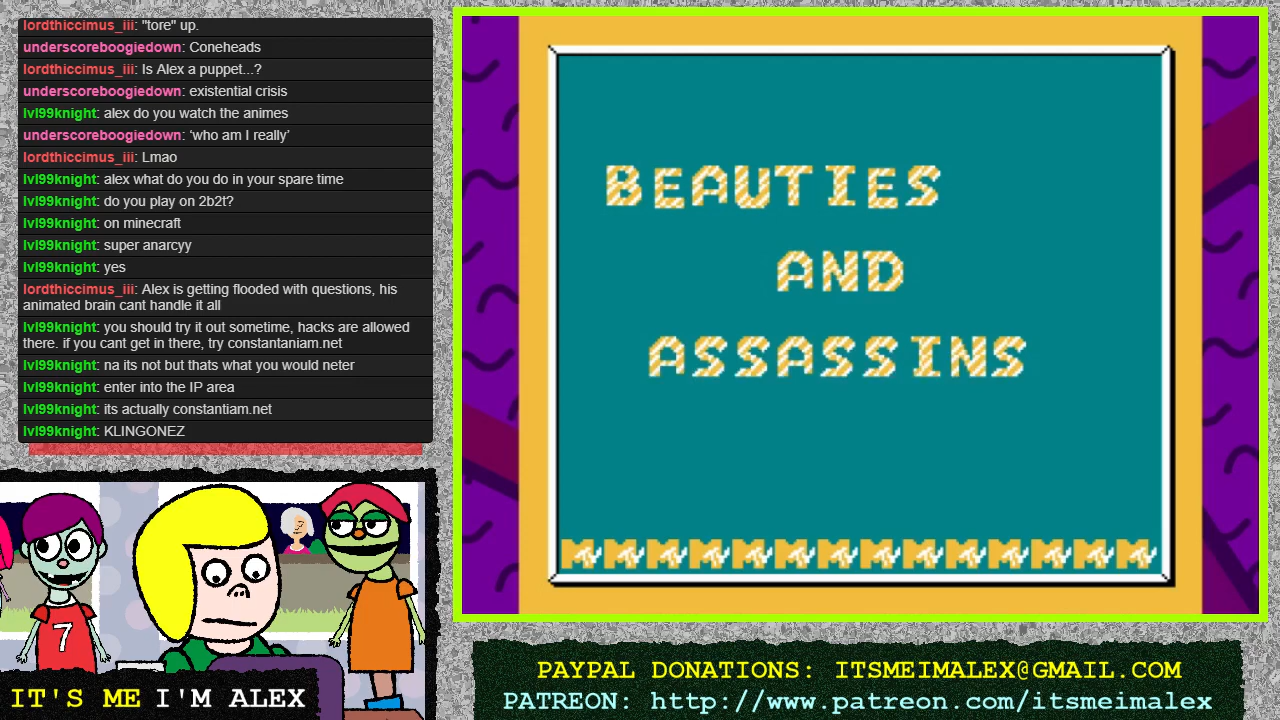 lordthiccimus_iii: "tore" up.
underscoreboogiedown: Coneheads
lordthiccimus_iii: Is Alex a puppet...?
underscoreboogiedown: existential crisis
lvl99knight: alex do you watch the animes
underscoreboogiedown: ‘who am I really’
lordthiccimus_iii: Lmao
lvl99knight: alex what do you do in your spare time
lvl99knight: do you play on 2b2t?
lvl99knight: on minecraft
lvl99knight: super anarcyy
lvl99knight: yes
lordthiccimus_iii: Alex is getting flooded with questions, his
animated brain cant handle it all
lvl99knight: you should try it out sometime, hacks are allowed
there. if you cant get in there, try constantaniam.net
lvl99knight: na its not but thats what you would neter
lvl99knight: enter into the IP area
lvl99knight: its actually constantiam.net
lvl99knight: KLINGONEZ
BEAUTIES
AND
ASSASSINS
7
IT'S ME I'M ALEX
PAYPAL DONATIONS: ITSMEIMALEX@GMAIL.COM
PATREON: http://www.patreon.com/itsmeimalex